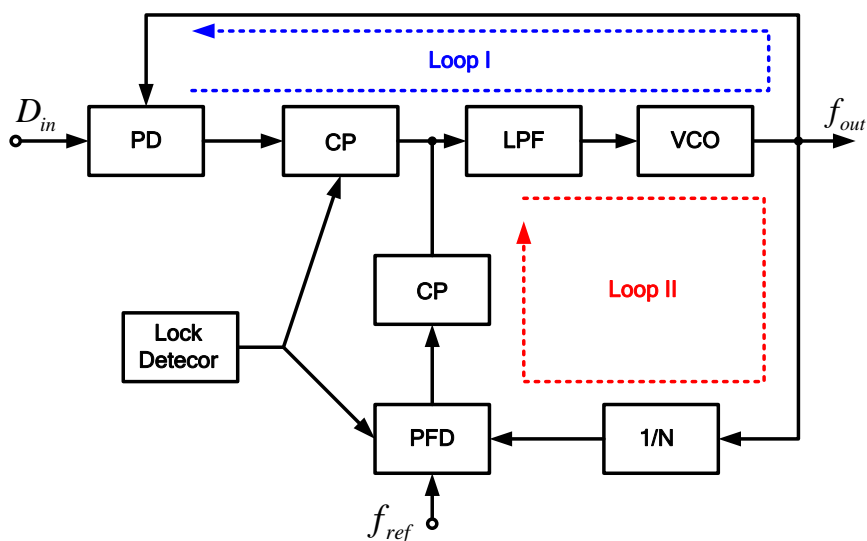 Loop I
D_in
PD
CP
LPF
VCO
f_out
CP
Loop II
Lock
Detecor
PFD
1/N
f_ref